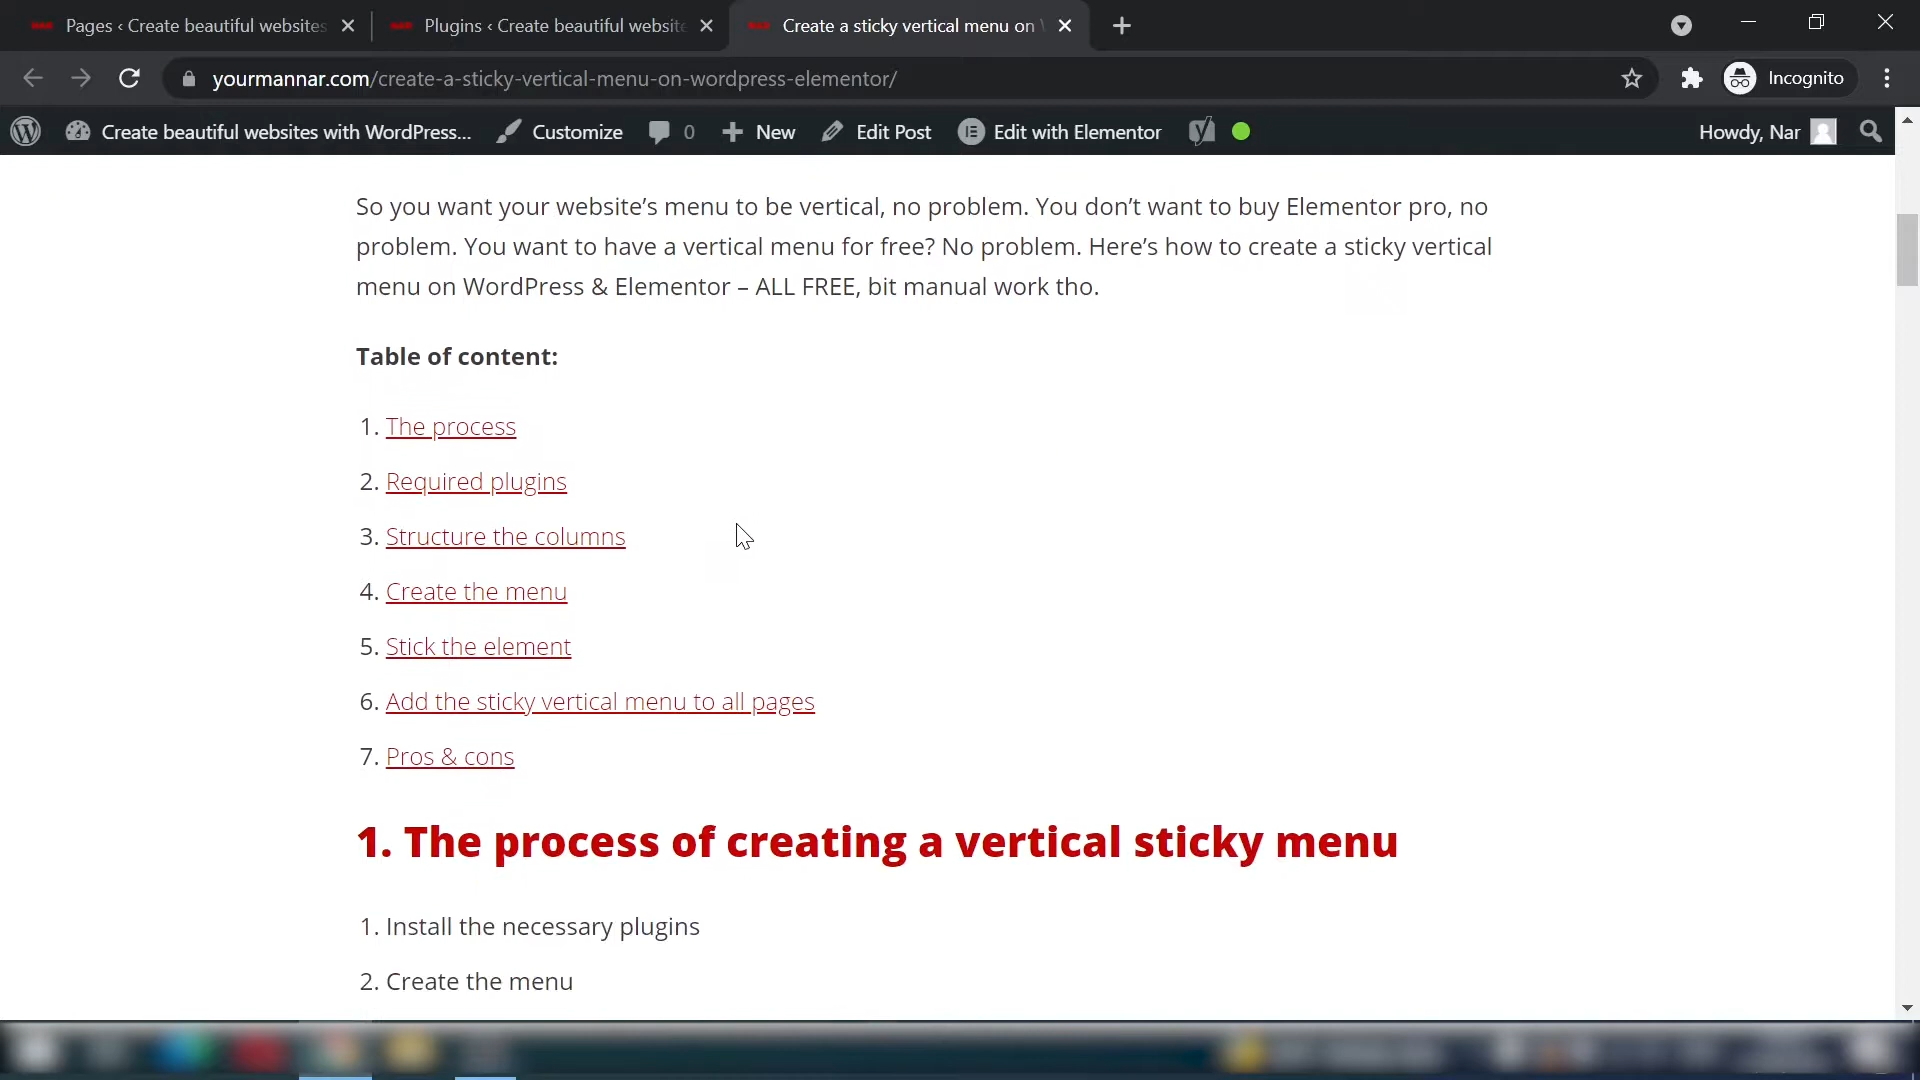 Pages ‹ Create beautiful websites
Plugins ‹ Create beautiful website
Create a sticky vertical menu on
yourmannar.com/create-a-sticky-vertical-menu-on-wordpress-elementor/
Incognito
Create beautiful websites with WordPress...
Customize
0
New
Edit Post
Edit with Elementor
Howdy, Nar
So you want your website's menu to be vertical, no problem. You don't want to buy Elementor pro, no
problem. You want to have a vertical menu for free? No problem. Here's how to create a sticky vertical
menu on WordPress & Elementor – ALL FREE, bit manual work tho.
Table of content:
1. The process
2. Required plugins
3. Structure the columns
4. Create the menu
5. Stick the element
6. Add the sticky vertical menu to all pages
7. Pros & cons
1. The process of creating a vertical sticky menu
1. Install the necessary plugins
2. Create the menu